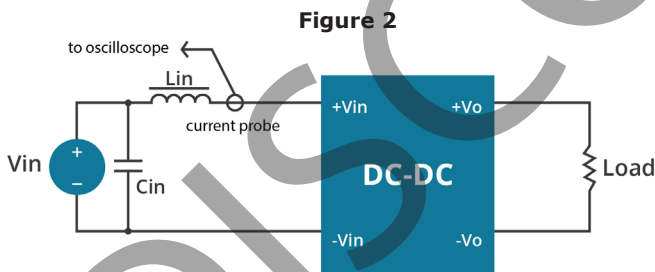 Figure 2
to oscilloscope
Lin
current probe
+Vin
+Vo
Vin
+
−
Cin
DC-DC
Load
-Vin
-Vo